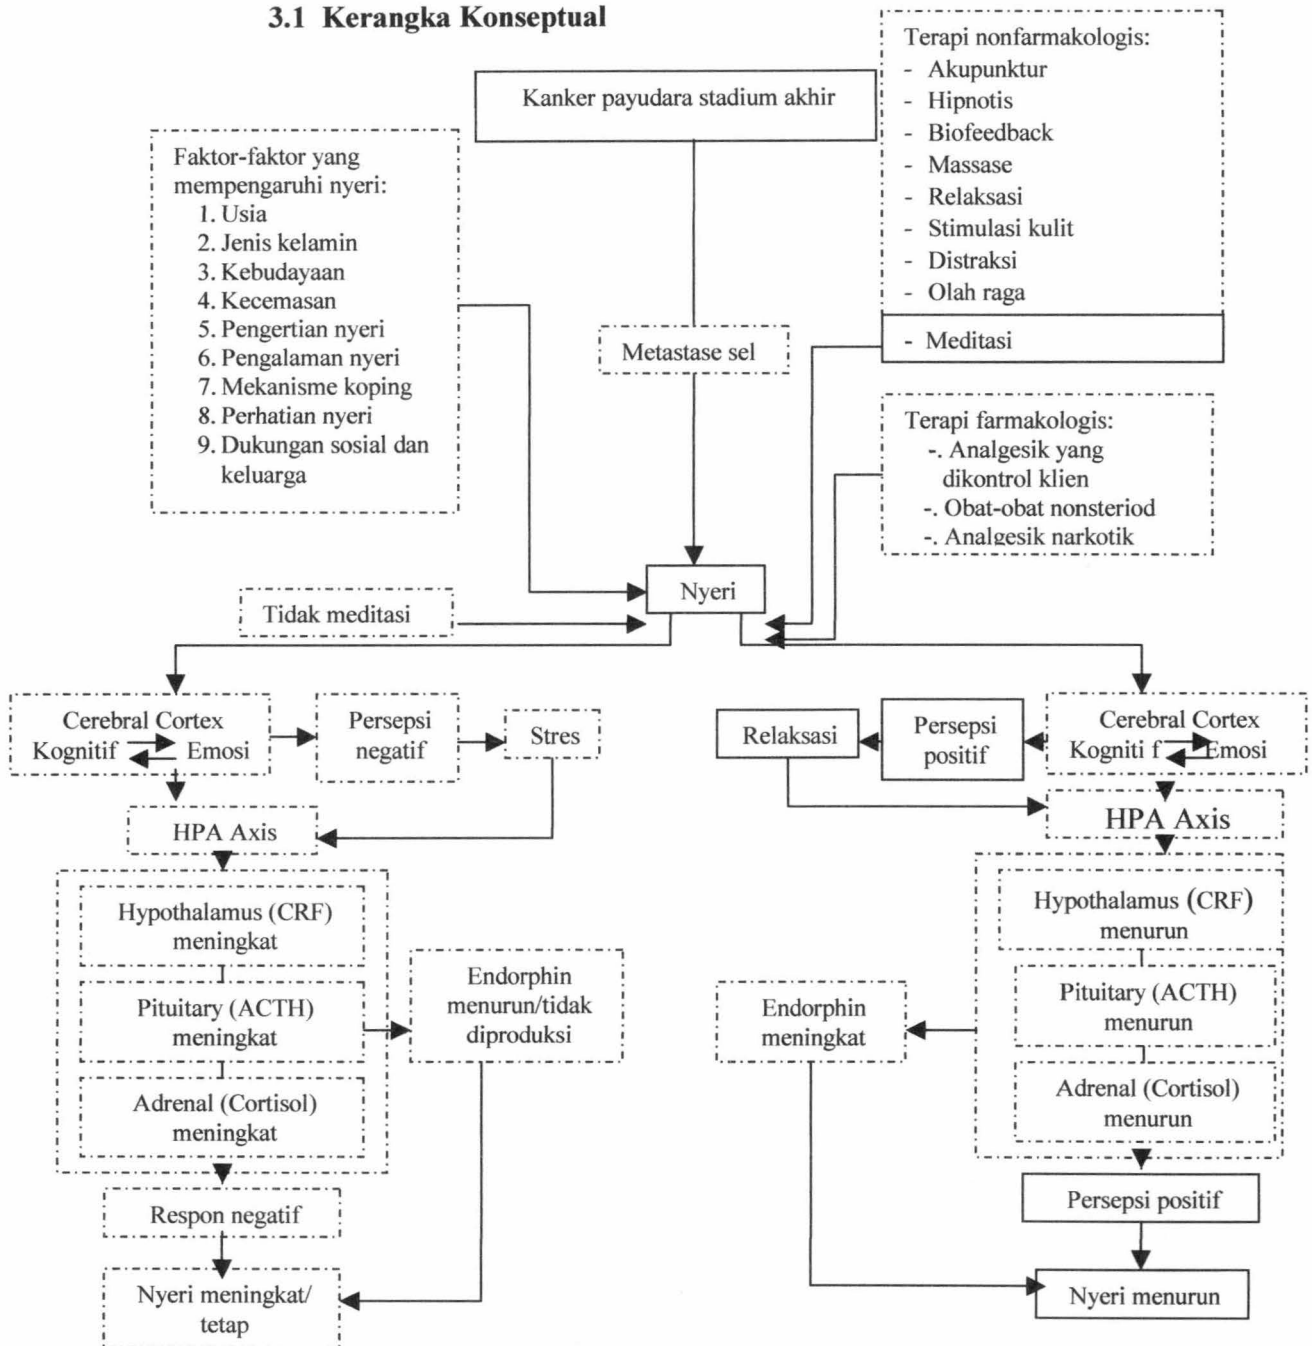 3.1 Kerangka Konseptual
Kanker payudara stadium akhir
Terapi nonfarmakologis:
- Akupunktur
- Hipnotis
- Biofeedback
- Massase
- Relaksasi
- Stimulasi kulit
- Distraksi
- Olah raga
- Meditasi
Faktor-faktor yang
mempengaruhi nyeri:
1. Usia
2. Jenis kelamin
3. Kebudayaan
4. Kecemasan
5. Pengertian nyeri
6. Pengalaman nyeri
7. Mekanisme koping
8. Perhatian nyeri
9. Dukungan sosial dan
keluarga
Metastase sel
Terapi farmakologis:
-. Analgesik yang
dikontrol klien
-. Obat-obat nonsteriod
-. Analgesik narkotik
Nyeri
Tidak meditasi
Cerebral Cortex
Kognitif Emosi
Persepsi
negatif
Stres
HPA Axis
Hypothalamus (CRF)
meningkat
Pituitary (ACTH)
meningkat
Adrenal (Cortisol)
meningkat
Endorphin
menurun/tidak
diproduksi
Respon negatif
Nyeri meningkat/
tetap
Relaksasi
Persepsi
positif
Cerebral Cortex
Kogniti f Emosi
HPA Axis
Hypothalamus (CRF)
menurun
Pituitary (ACTH)
menurun
Adrenal (Cortisol)
menurun
Endorphin
meningkat
Persepsi positif
Nyeri menurun